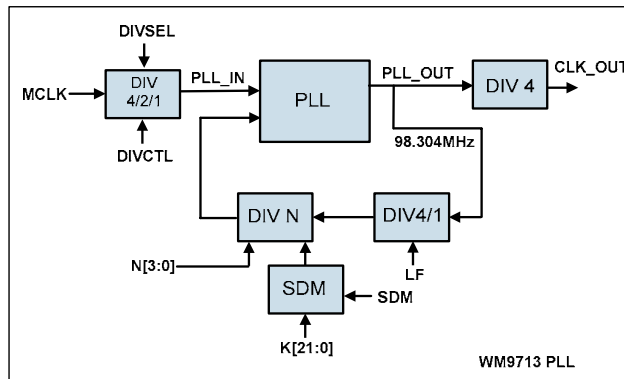 DIVSEL
MCLK
DIV
4/2/1
DIVCTL
PLL_IN
PLL
PLL_OUT
DIV 4
CLK_OUT
98.304MHz
DIV N
DIV4/1
N[3:0]
LF
SDM
SDM
K[21:0]
WM9713 PLL